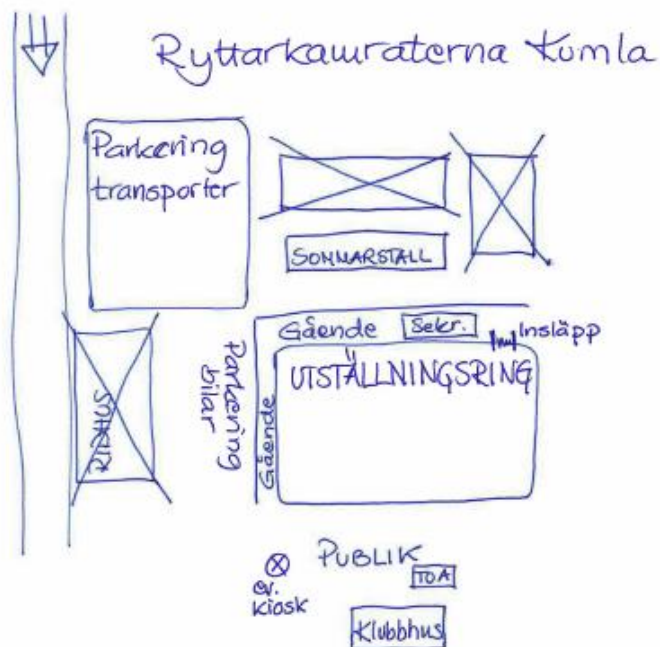 Ryttarkamraterna Kumla
Parkering
transporter
SOMMARSTALL
Gående
Sekr.
Insläpp
UTSTÄLLNINGSRING
Parkering
bilar
Gående
RIDHUS
PUBLIK
TOA
ev.
kiosk
Klubbhus